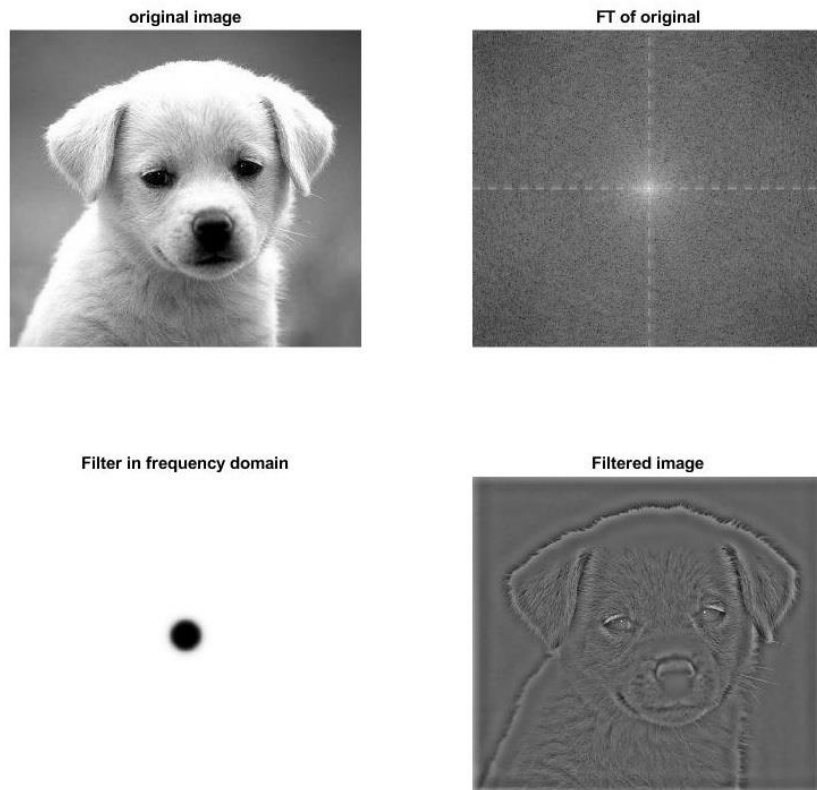 original image
FT of original
Filter in frequency domain
Filtered image